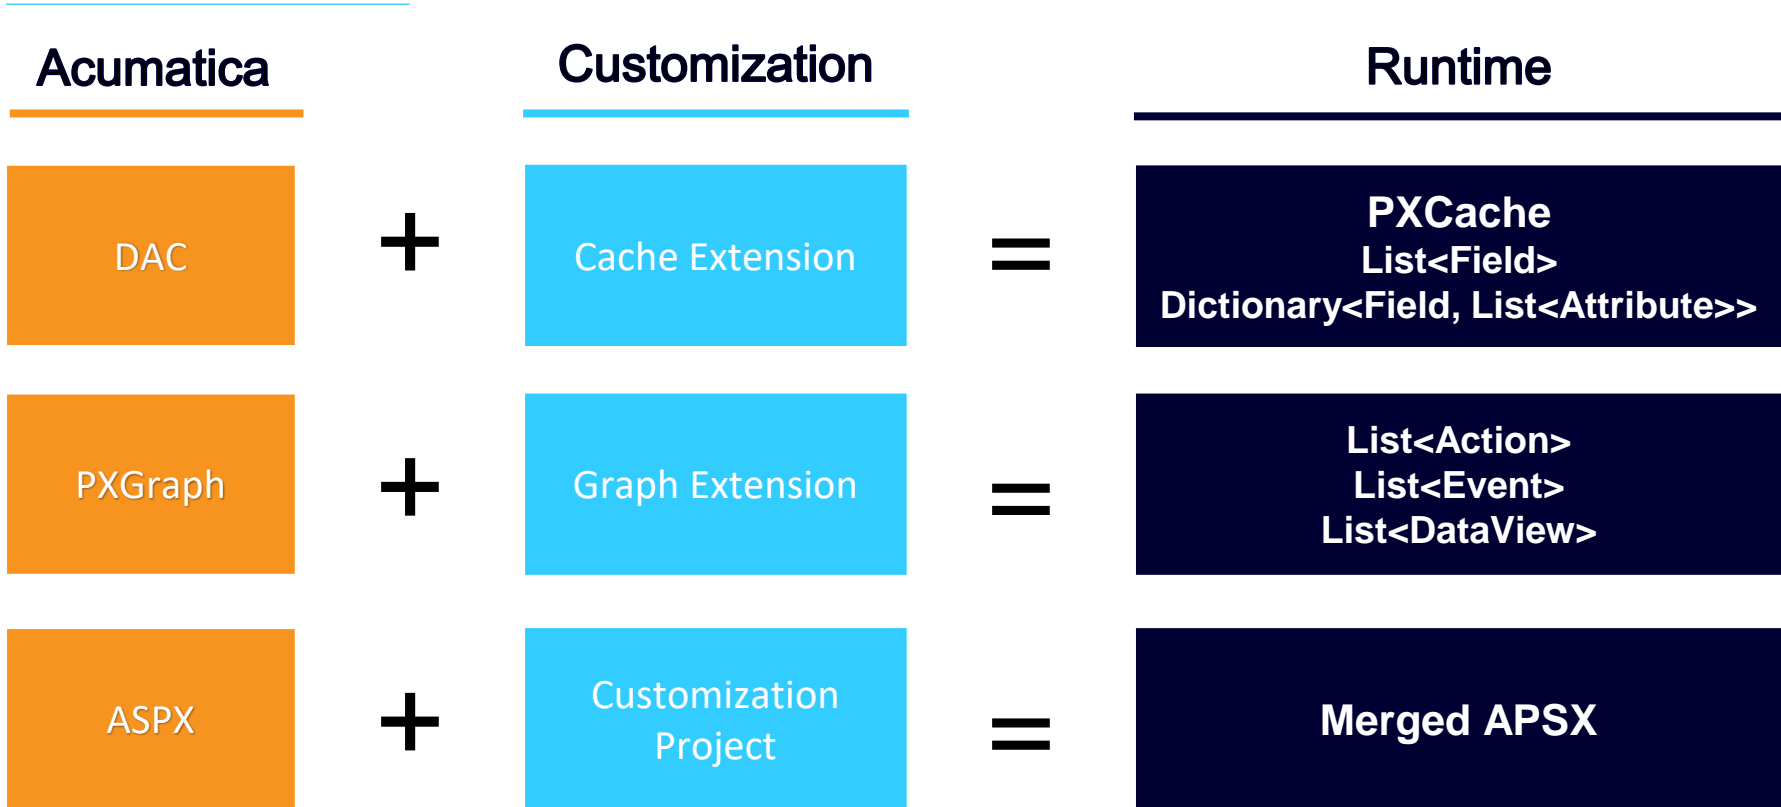 Acumatica
Customization
Runtime
DAC
+
Cache Extension
=
PXCache
List<Field>
Dictionary<Field, List<Attribute>>
PXGraph
+
Graph Extension
=
List<Action>
List<Event>
List<DataView>
ASPX
+
Customization
Project
=
Merged APSX